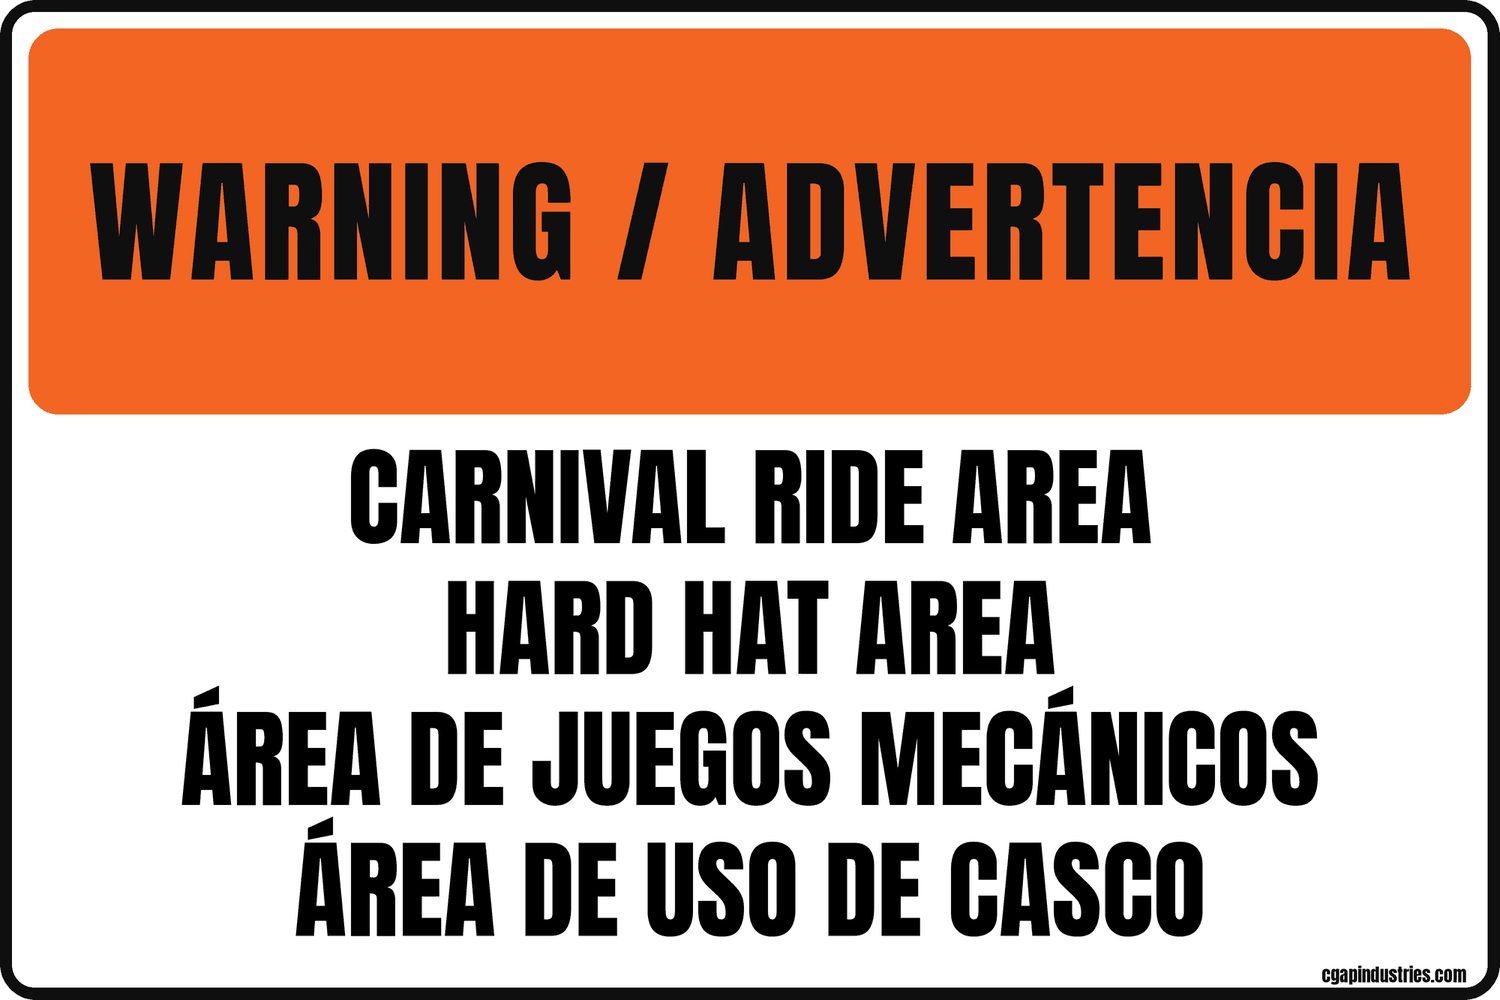 WARNING / ADVERTENCIA
CARNIVAL RIDE AREA
HARD HAT AREA
ÁREA DE JUEGOS MECÁNICOS
ÁREA DE USO DE CASCO
cgapindustries.com